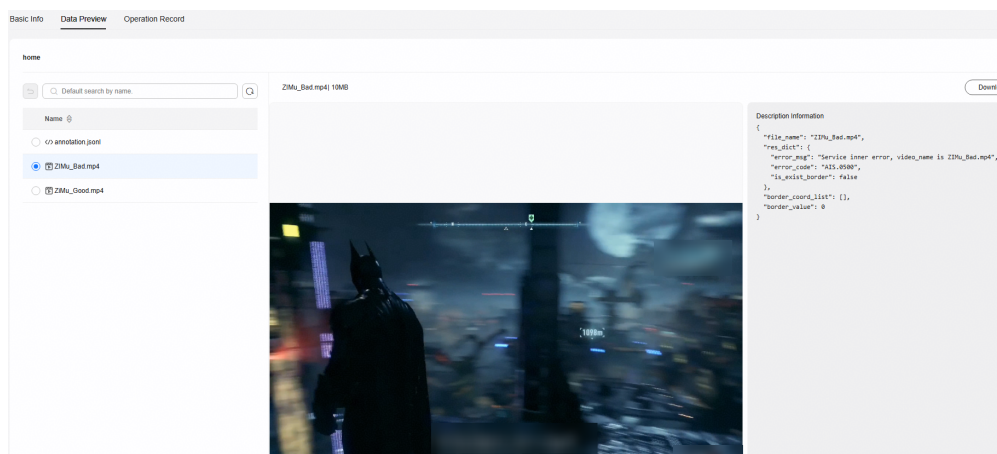 Basic Info Data Preview Operation Record
home
Default search by name.
ZIMu_Bad.mp4| 10MB
Name
</> annotation.jsonl
ZIMu_Bad.mp4
ZIMu_Good.mp4
Description Information
{
"file_name": "ZIMu_Bad.mp4",
"res_dict": {
"error_msg": "Service inner error, video_name is ZIMu_Bad.mp4",
"error_code": "AIS.0500",
"is_exist_border": false
},
"border_coord_list": [],
"border_value": 0
}
1098m